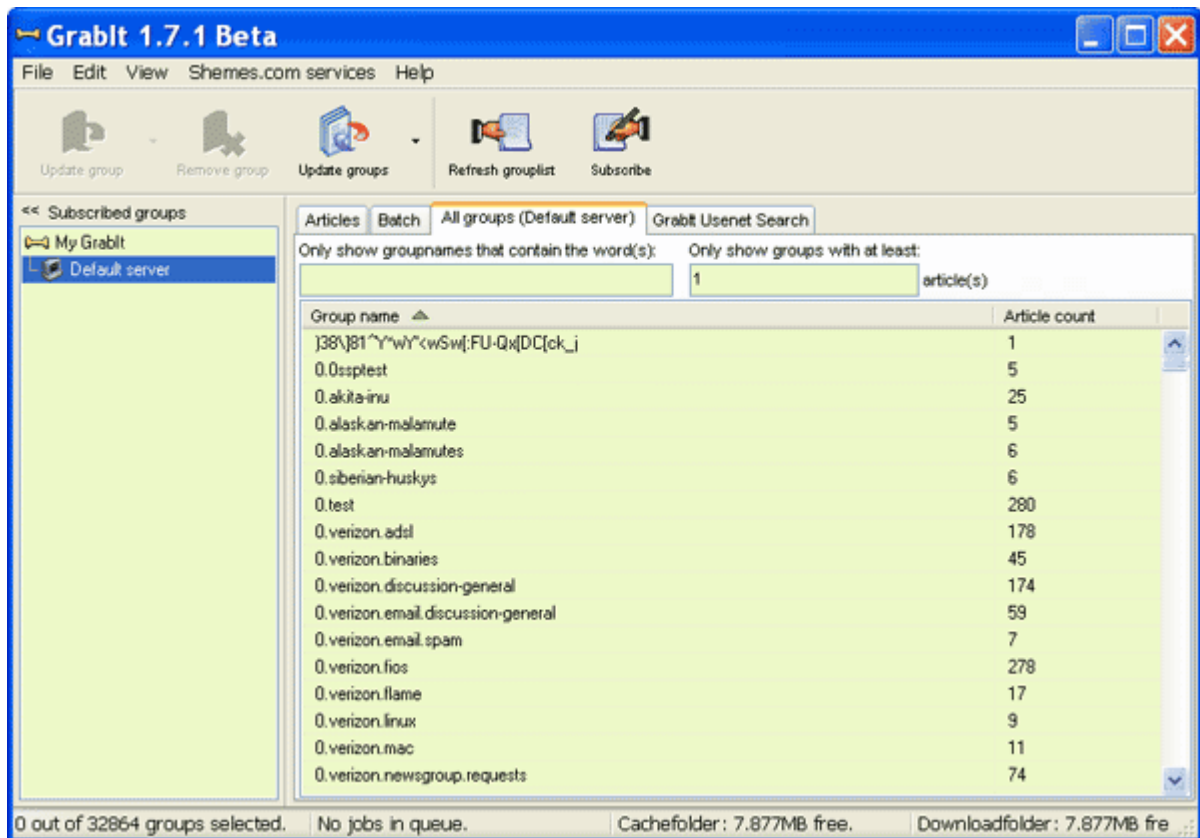 GrabIt 1.7.1 Beta
File Edit View Shemes.com services Help
Update group Remove group Update groups Refresh grouplist Subscribe
<< Subscribed groups
My GrabIt
Default server
Articles Batch All groups (Default server) GrabIt Usenet Search
Only show groupnames that contain the word(s): Only show groups with at least:
1 article(s)
Group name Article count
1
0.0ssptest 5
0.akita-inu 25
0.alaskan-malamute 5
0.alaskan-malamutes 6
0.siberian-huskys 6
0.test 280
0.verizon.adsl 178
0.verizon.binaries 45
0.verizon.discussion-general 174
0.verizon.email.discussion-general 59
0.verizon.email.spam 7
0.verizon.fios 278
0.verizon.flame 17
0.verizon.linux 9
0.verizon.mac 11
0.verizon.newsgroup.requests 74
0 out of 32864 groups selected. No jobs in queue. Cachefolder: 7.877MB free. Downloadfolder: 7.877MB fre